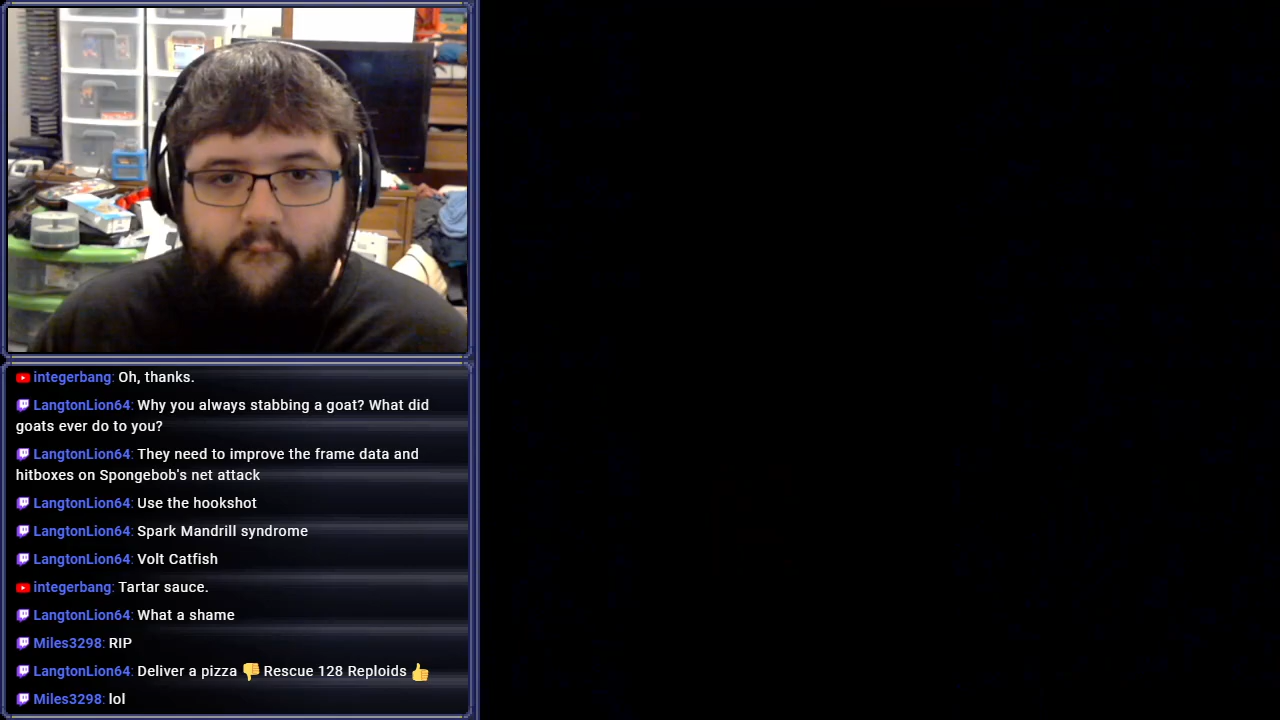 integerbang: Oh, thanks.
LangtonLion64: Why you always stabbing a goat? What did
goats ever do to you?
LangtonLion64: They need to improve the frame data and
hitboxes on Spongebob's net attack
LangtonLion64: Use the hookshot
LangtonLion64: Spark Mandrill syndrome
LangtonLion64: Volt Catfish
integerbang: Tartar sauce.
LangtonLion64: What a shame
Miles3298: RIP
LangtonLion64: Deliver a pizza 👎 Rescue 128 Reploids 👍
Miles3298: lol